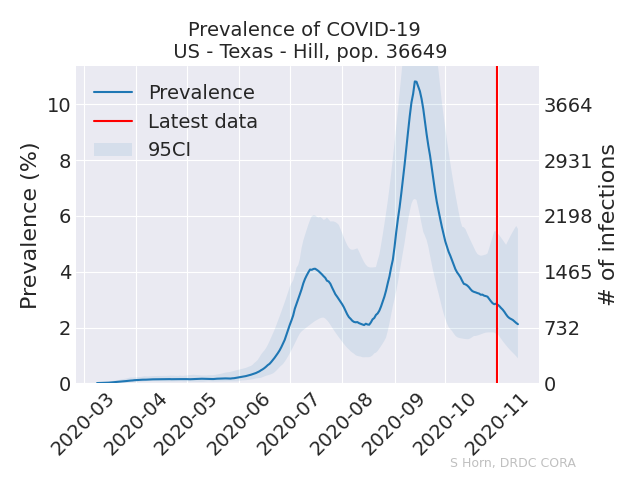 Prevalence of COVID-19
US - Texas - Hill, pop. 36649
Prevalence
Latest data
95CI
Prevalence (%)
10
8
6
4
2
0
3664
2931
2198
1465
732
0
# of infections
2020-03
2020-04
2020-05
2020-06
2020-07
2020-08
2020-09
2020-10
2020-11
S Horn, DRDC CORA